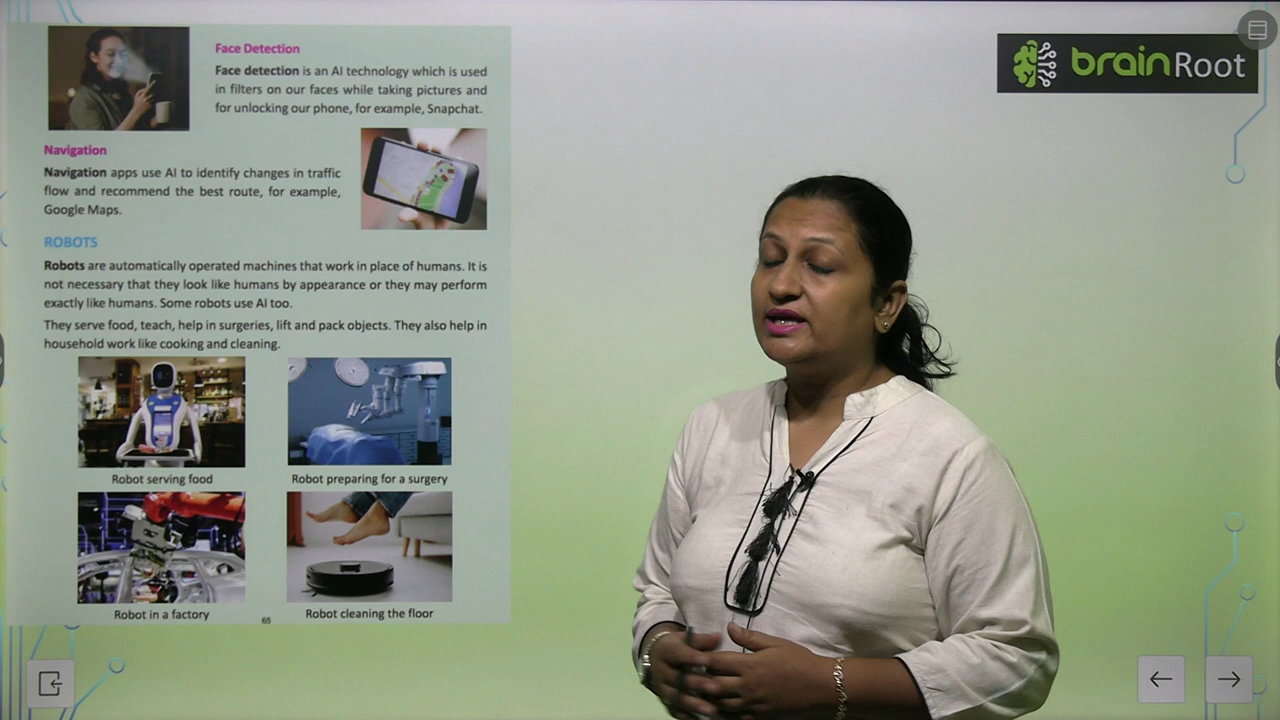 Face Detection
Face detection is an AI technology which is used
in filters on our faces while taking pictures and
for unlocking our phone, for example, Snapchat.
Navigation
Navigation apps use AI to identify changes in traffic
flow and recommend the best route, for example,
Google Maps.
ROBOTS
Robots are automatically operated machines that work in place of humans. It is
not necessary that they look like humans by appearance or they may perform
exactly like humans. Some robots use AI too.
They serve food, teach, help in surgeries, lift and pack objects. They also help in
household work like cooking and cleaning.
Robot serving food
Robot preparing for a surgery
Robot in a factory
Robot cleaning the floor
65
brainRoot